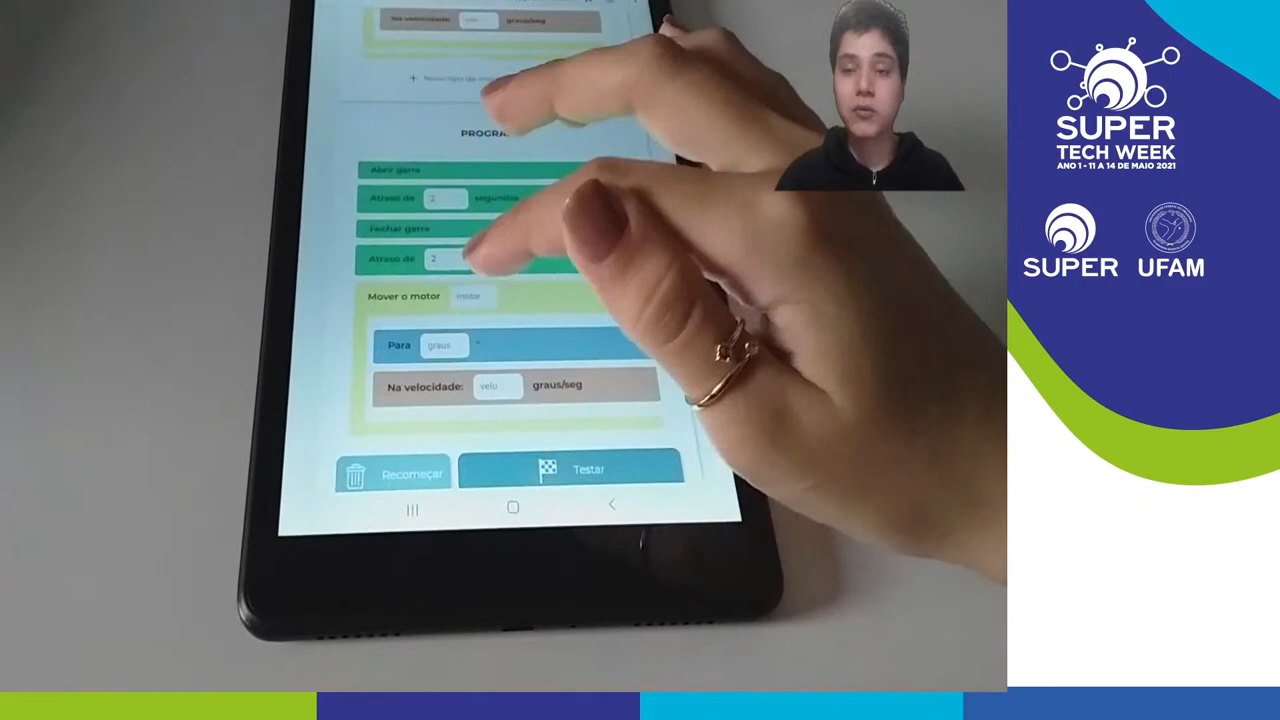 Na velocidade: velo graus/seg
+
PROGRA
Abrir garra
Atraso de 2 segundos
Fechar garra
Atraso de 2
Mover o motor motor
Para graus °
Na velocidade: velo graus/seg
Recomeçar
Testar
SUPER
TECH WEEK
ANO 1 - 11 A 14 DE MAIO 2021
SUPER
UFAM